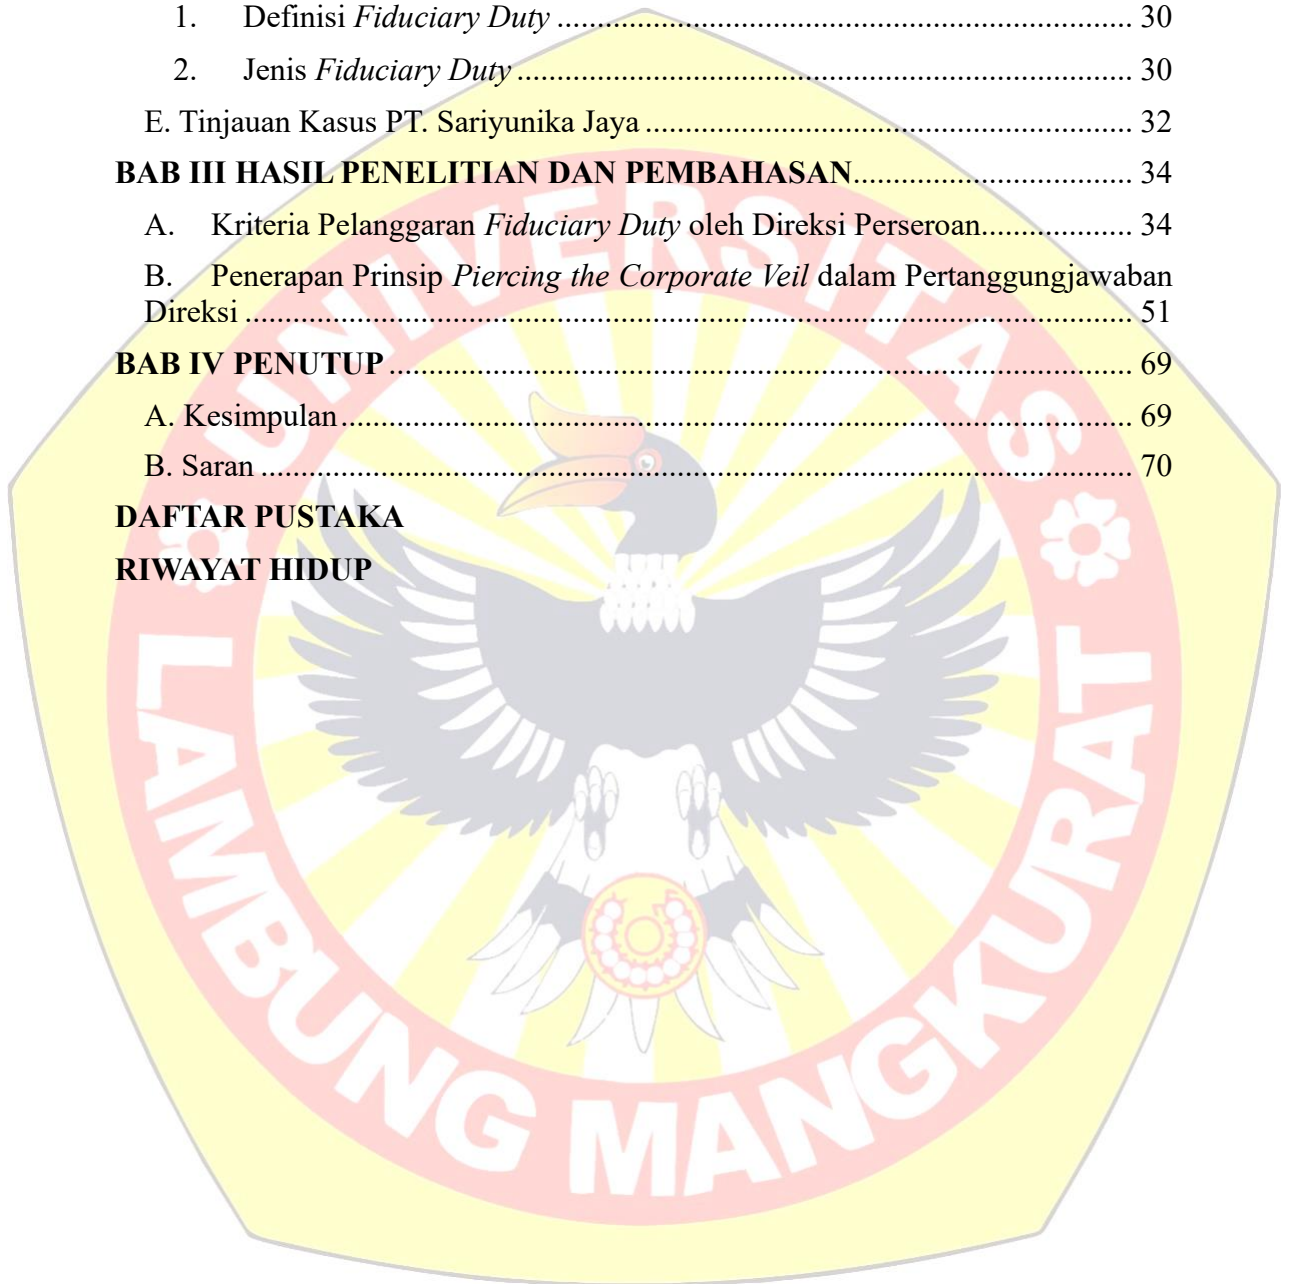 1. Definisi Fiduciary Duty ........................................................................ 30
2. Jenis Fiduciary Duty ............................................................................. 30
E. Tinjauan Kasus PT. Sariyunika Jaya ............................................................. 32
BAB III HASIL PENELITIAN DAN PEMBAHASAN................................... 34
A. Kriteria Pelanggaran Fiduciary Duty oleh Direksi Perseroan................... 34
B. Penerapan Prinsip Piercing the Corporate Veil dalam Pertanggungjawaban
Direksi ................................................................................................................ 51
BAB IV PENUTUP ............................................................................................. 69
A. Kesimpulan ................................................................................................... 69
B. Saran ............................................................................................................. 70
DAFTAR PUSTAKA
RIWAYAT HIDUP
UNIVERSITAS
LAMBUNG MANGKURAT